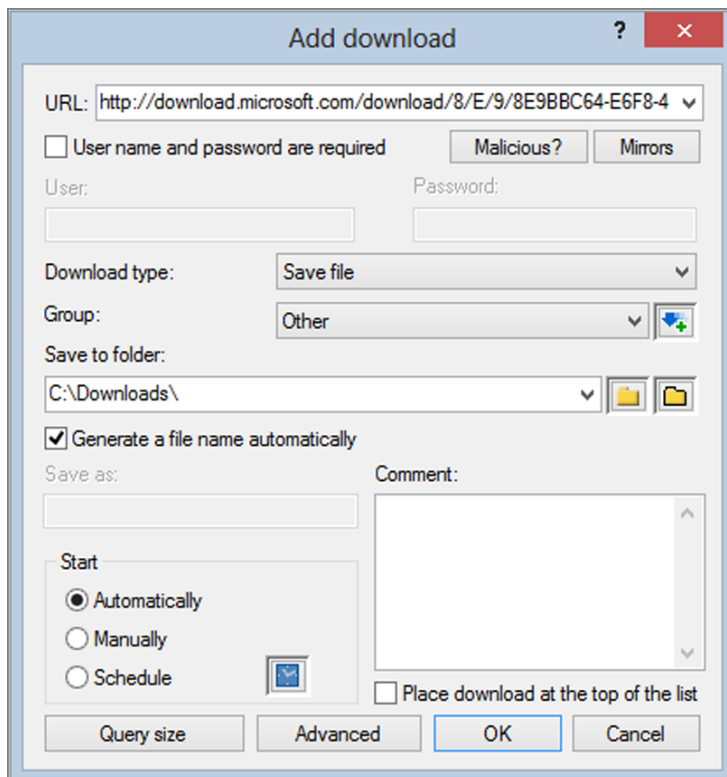 Add download
?
URL: http://download.microsoft.com/download/8/E/9/8E9BBC64-E6F8-4
User name and password are required Malicious? Mirrors
User: Password:
Download type: Save file
Group: Other
Save to folder:
C:\Downloads\
Generate a file name automatically
Save as: Comment:
Start
Automatically
Manually
Schedule
Place download at the top of the list
Query size Advanced OK Cancel